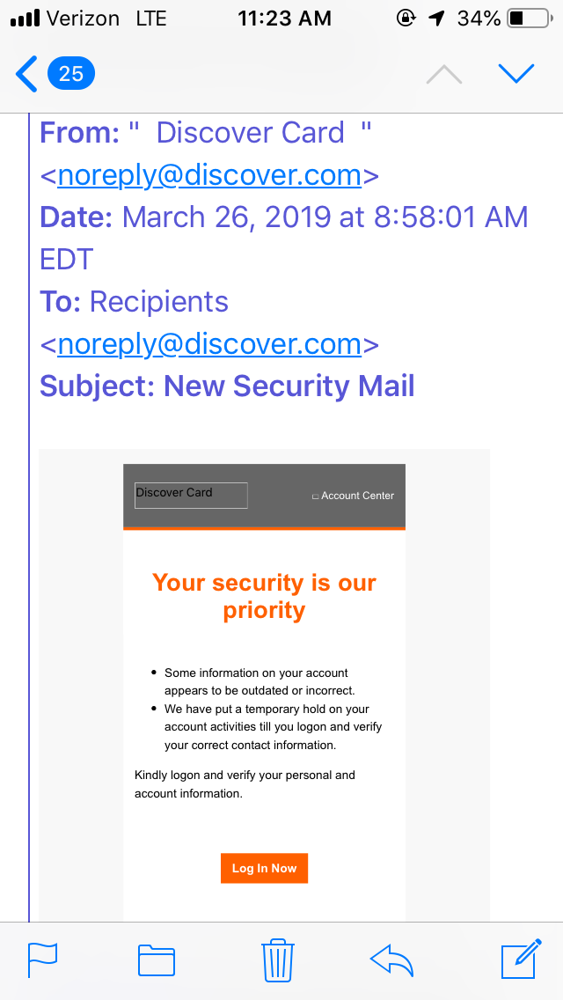 Verizon LTE 11:23 AM 34%
25
From: " Discover Card "
<noreply@discover.com>
Date: March 26, 2019 at 8:58:01 AM
EDT
To: Recipients
<noreply@discover.com>
Subject: New Security Mail
Discover Card
□ Account Center
Your security is our
priority
• Some information on your account
appears to be outdated or incorrect.
• We have put a temporary hold on your
account activities till you logon and verify
your correct contact information.
Kindly logon and verify your personal and
account information.
Log In Now